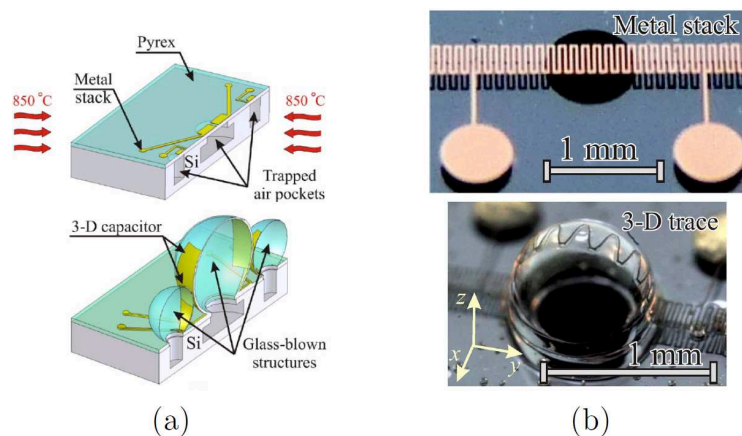 Pyrex
Metal
stack
850 °C
850 °C
Si
Trapped
air pockets
3-D capacitor
Si
Glass-blown
structures
(a)
Metal stack
1 mm
3-D trace
z
x
y
1 mm
(b)